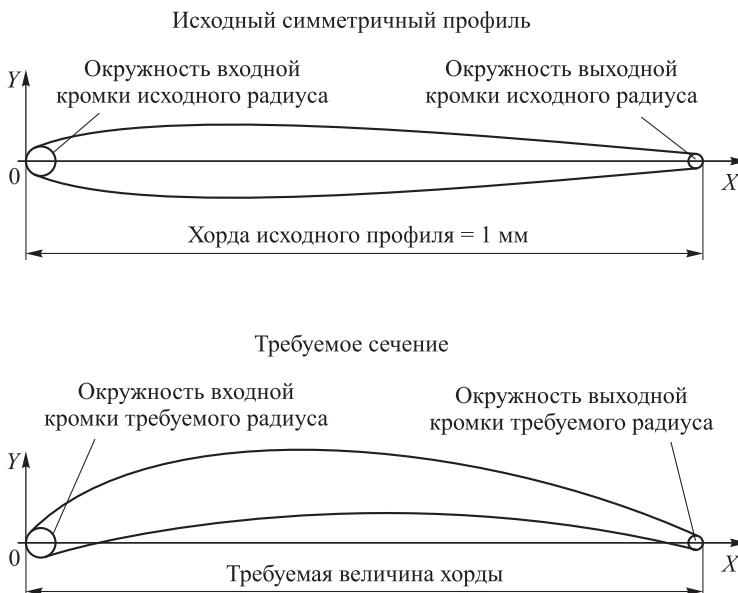 Исходный симметричный профиль
Окружность входной
кромки исходного радиуса
Окружность выходной
кромки исходного радиуса
Y
0
X
Хорда исходного профиля = 1 мм
Требуемое сечение
Окружность входной
кромки требуемого радиуса
Окружность выходной
кромки требуемого радиуса
Y
0
X
Требуемая величина хорды